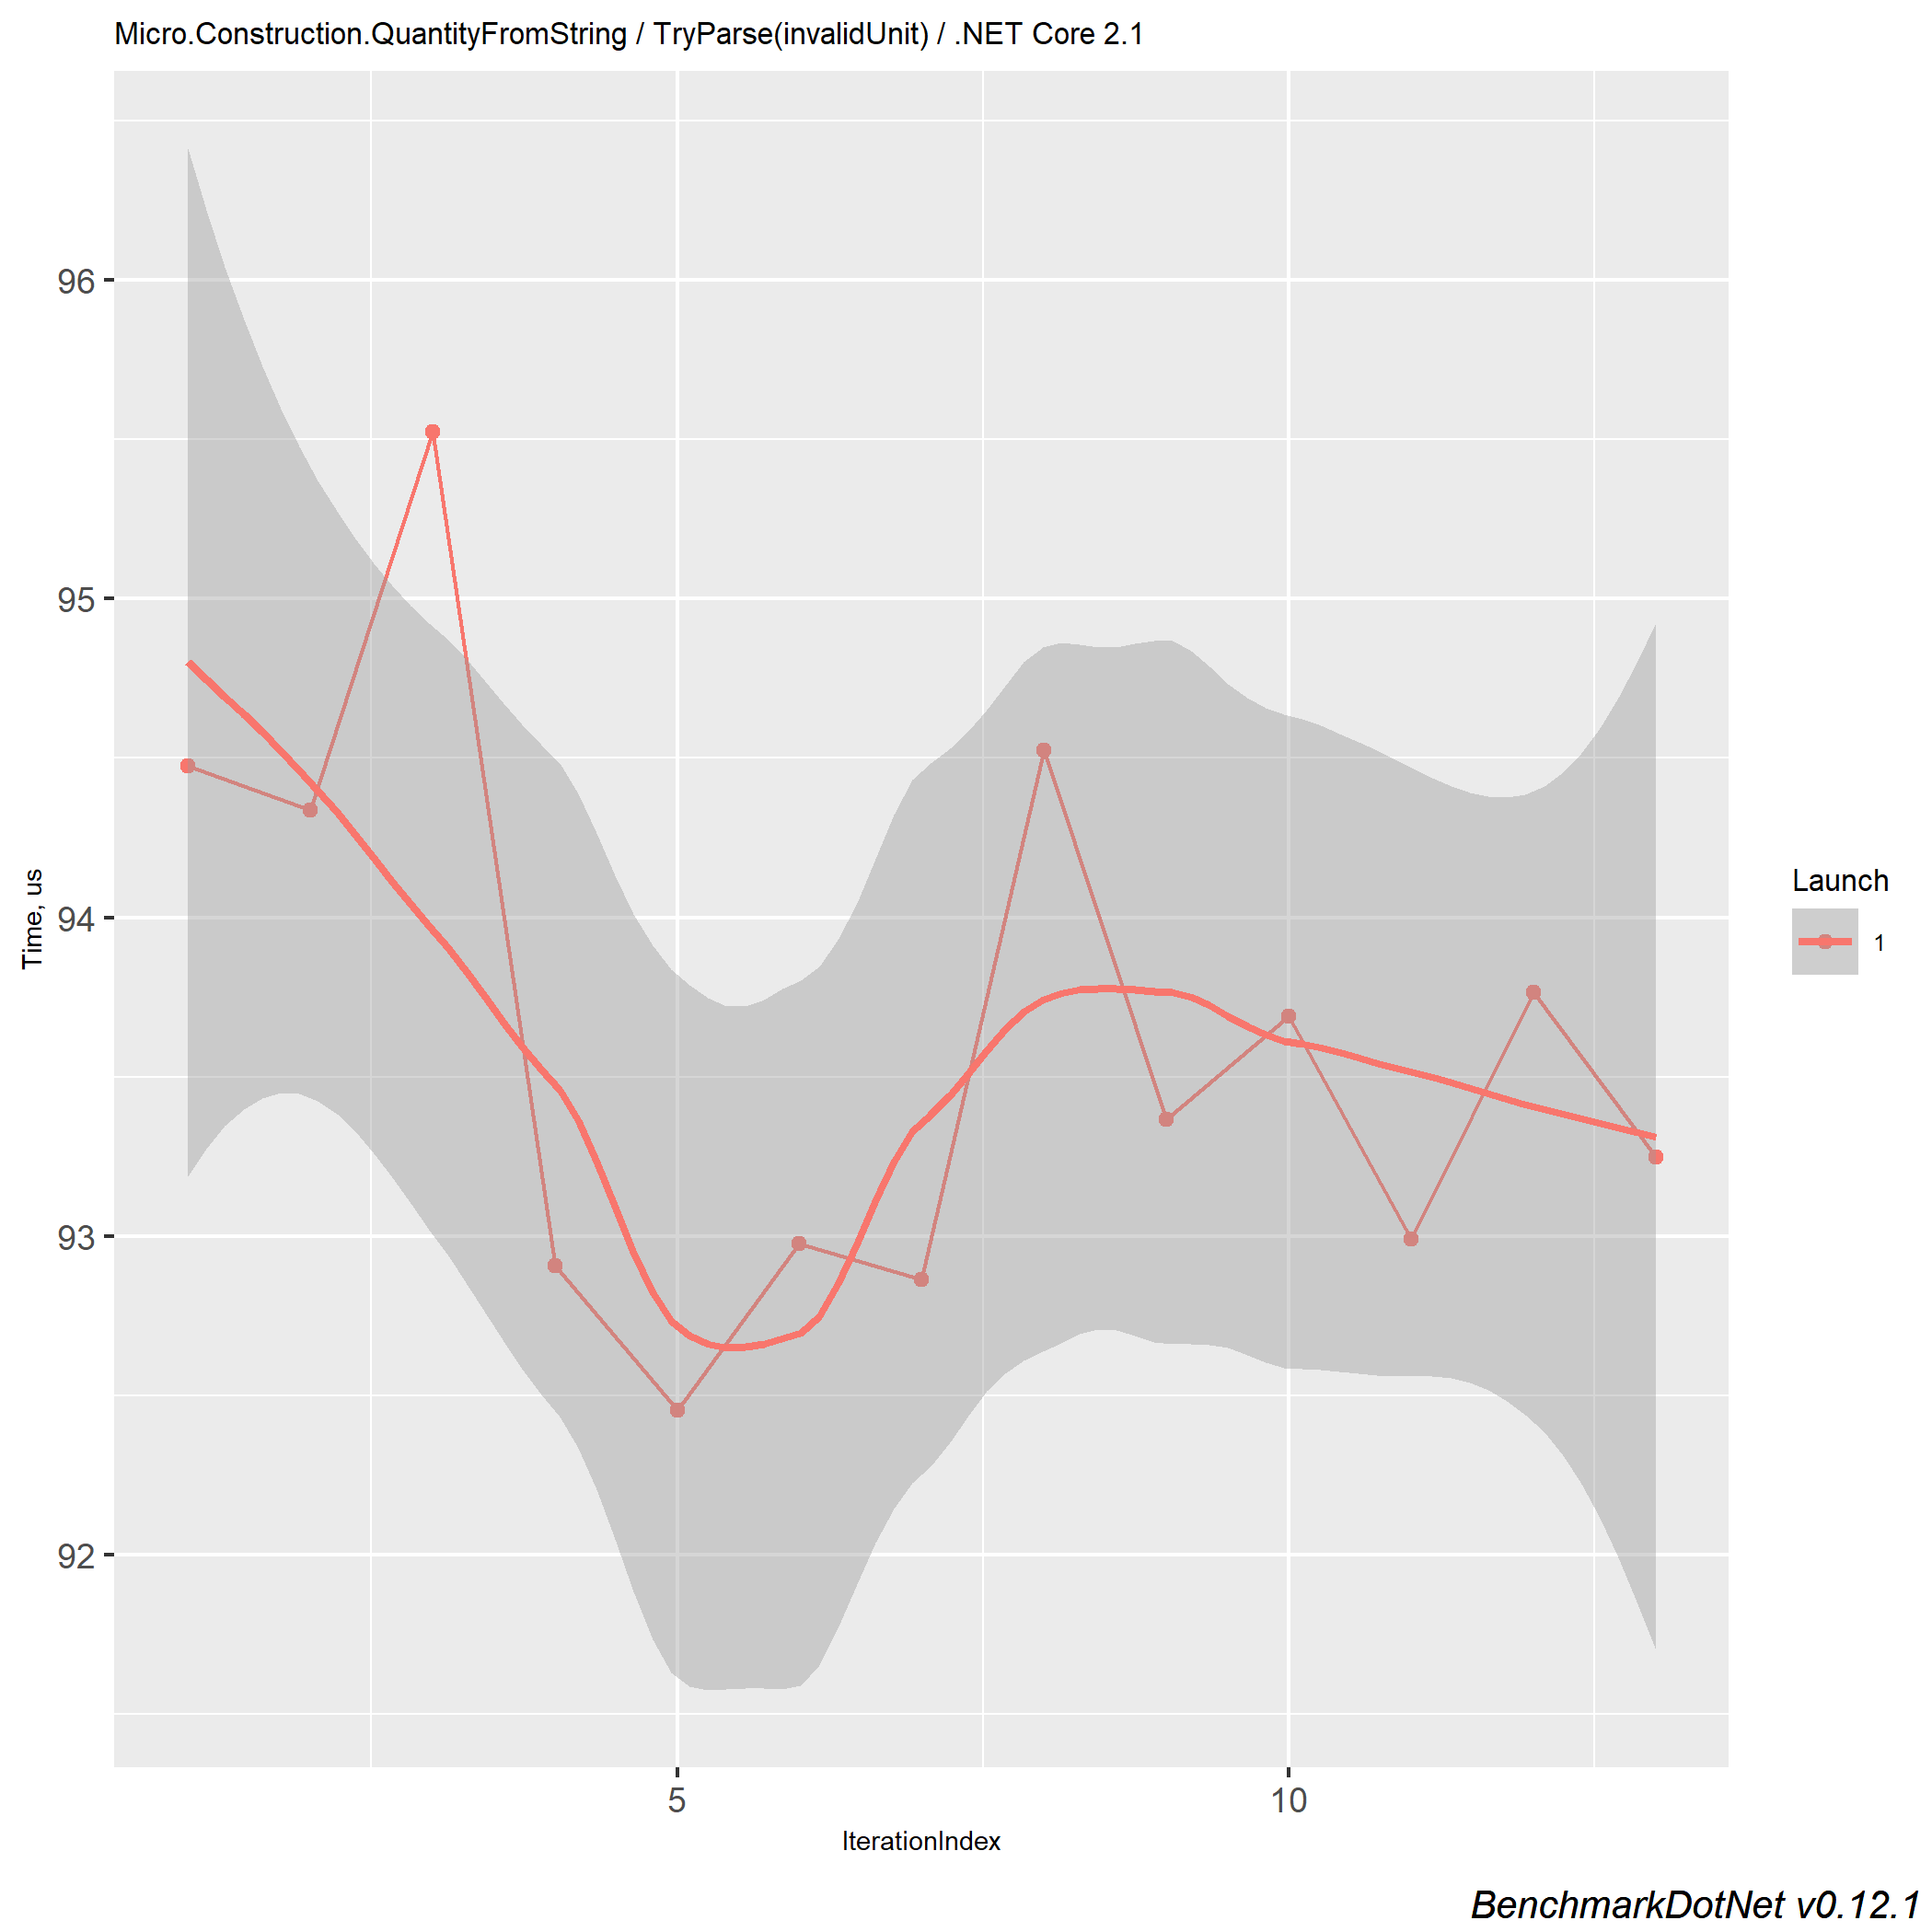 Micro.Construction.QuantityFromString / TryParse(invalidUnit) / .NET Core 2.1
96
95
94
93
92
Time, us
5
10
IterationIndex
Launch
1
BenchmarkDotNet v0.12.1